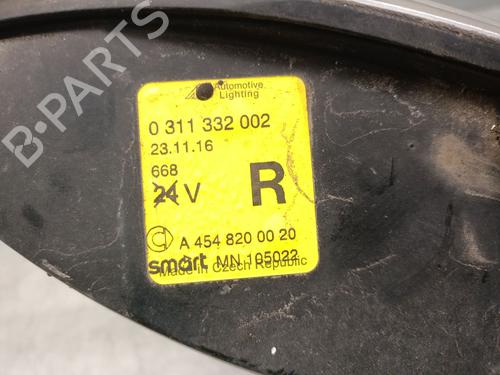 B-PARTS
Automotive
Lighting
0 311 332 002
23.11.16
668
24 V
R
A 454 820 00 20
smart MN 105022
Made in Czech Republic